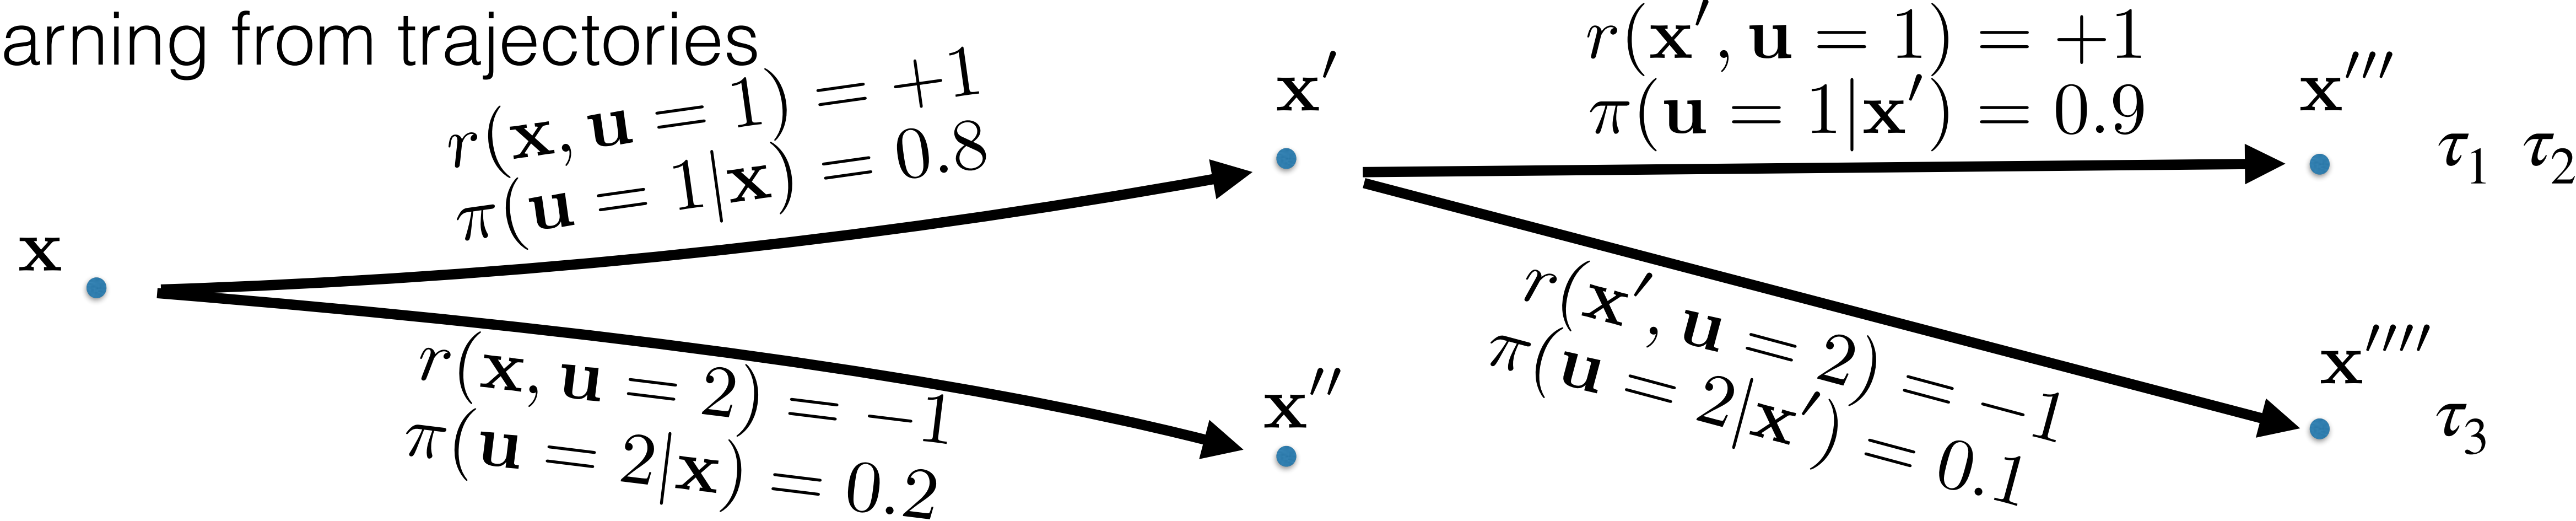 arning from trajectories
r(x, u = 1) = +1
π(u = 1|x) = 0.8
x
r(x, u = 2) = −1
π(u = 2|x) = 0.2
x′
x′′
r(x′, u = 1) = +1
π(u = 1|x′) = 0.9
r(x′, u = 2) = −1
π(u = 2|x′) = 0.1
x′′′
τ₁ τ₂
x′′′′
τ₃